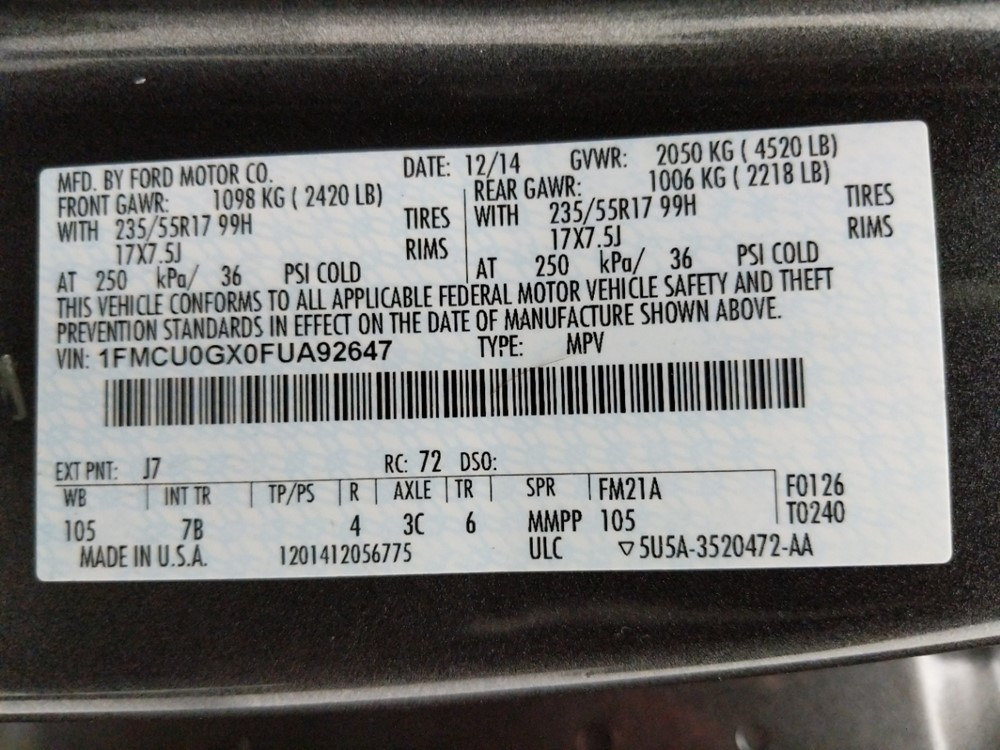 MFD. BY FORD MOTOR CO. DATE: 12/14 GVWR: 2050 KG ( 4520 LB)
FRONT GAWR: 1098 KG ( 2420 LB) REAR GAWR: 1006 KG ( 2218 LB)
WITH 235/55R17 99H TIRES WITH 235/55R17 99H TIRES
17X7.5J RIMS 17X7.5J RIMS
AT 250 kPa/ 36 PSI COLD AT 250 kPa/ 36 PSI COLD
THIS VEHICLE CONFORMS TO ALL APPLICABLE FEDERAL MOTOR VEHICLE SAFETY AND THEFT
PREVENTION STANDARDS IN EFFECT ON THE DATE OF MANUFACTURE SHOWN ABOVE.
VIN: 1FMCU0GX0FUA92647 TYPE: MPV
EXT PNT: J7 RC: 72 DSO:
WB INT TR TP/PS R AXLE TR SPR FM21A F0126
105 7B 4 3C 6 MMPP 105 T0240
MADE IN U.S.A. 1201412056775 ULC ▽5U5A-3520472-AA